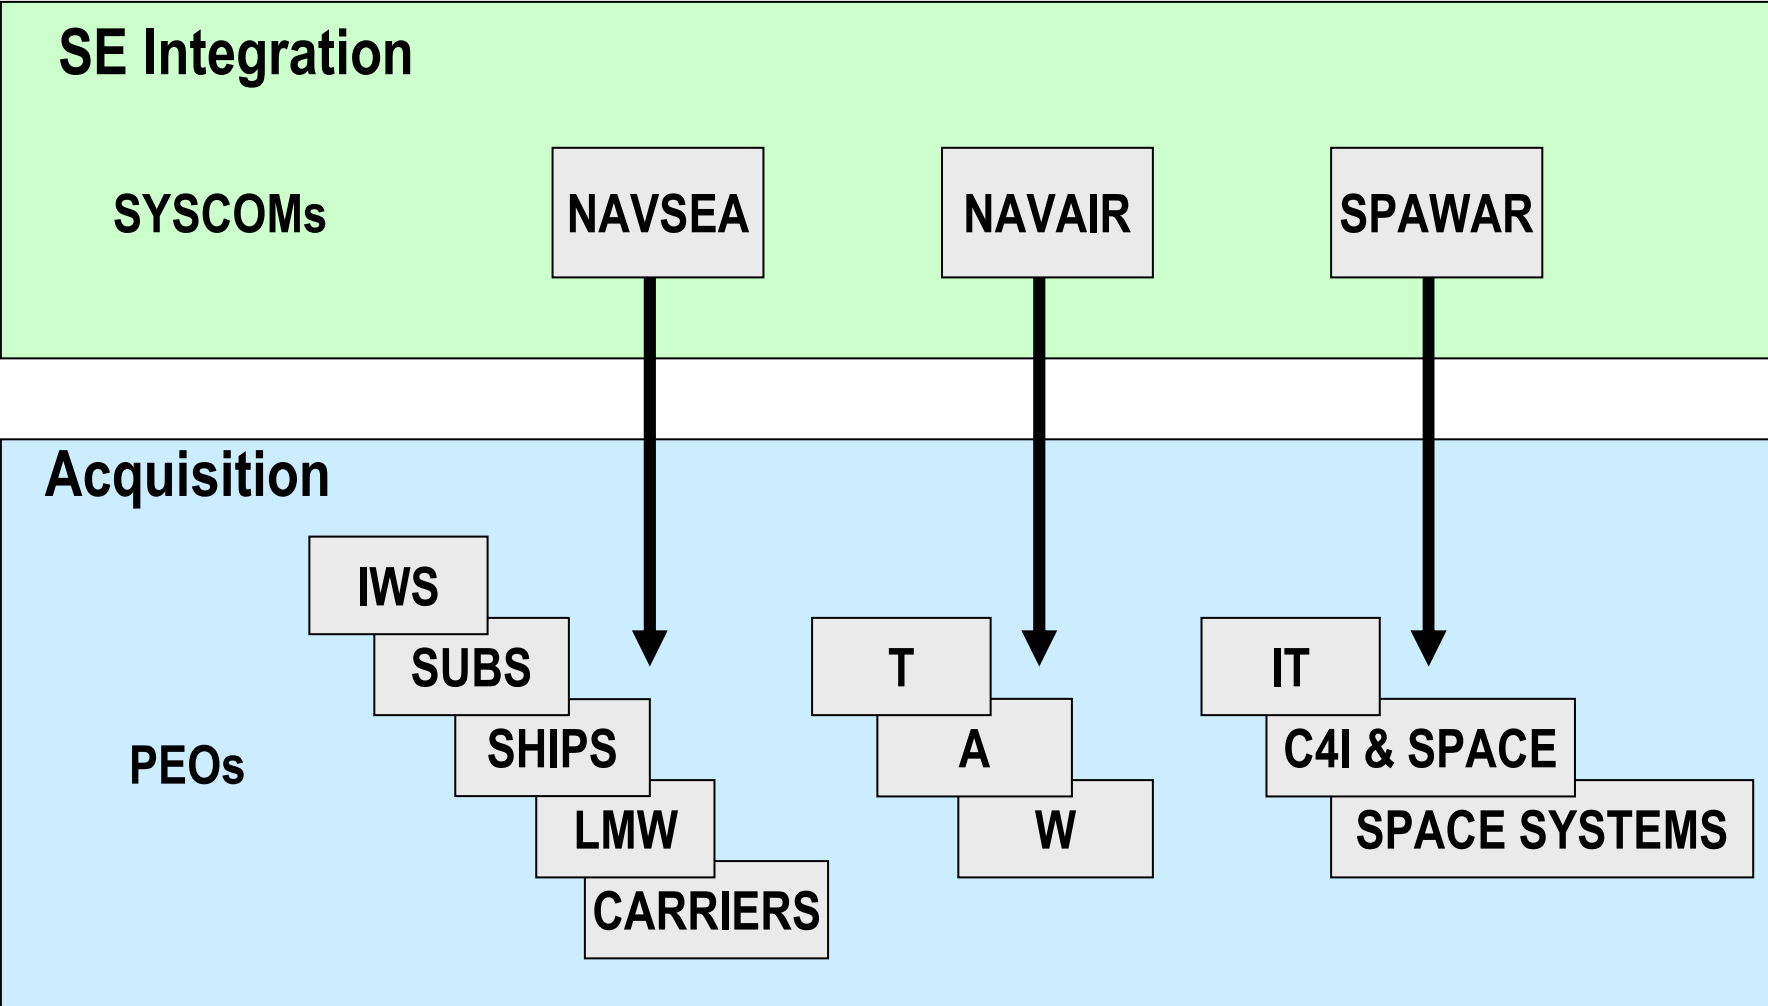 SE Integration
SYSCOMs
NAVSEA
NAVAIR
SPAWAR
Acquisition
PEOs
IWS
SUBS
SHIPS
LMW
CARRIERS
T
A
W
IT
C4I & SPACE
SPACE SYSTEMS